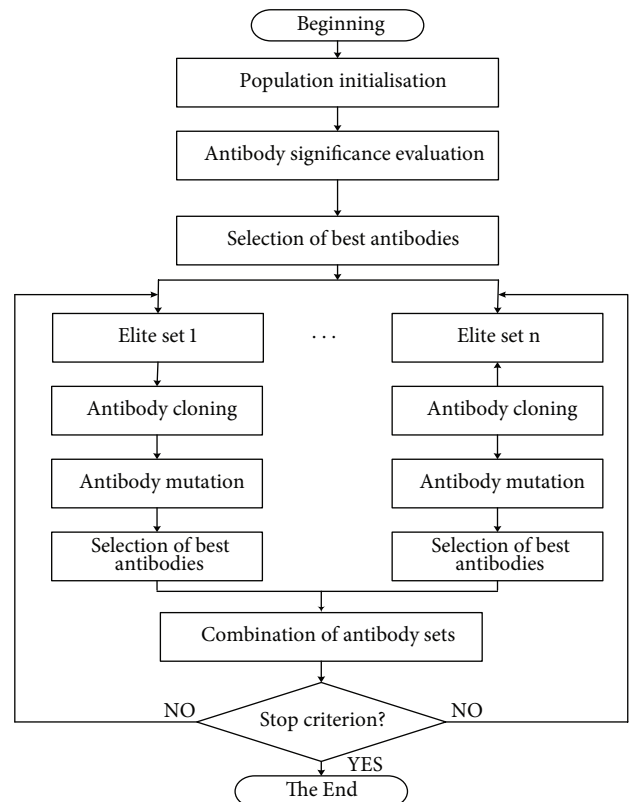 Beginning
Population initialisation
Antibody significance evaluation
Selection of best antibodies
Elite set 1
· · ·
Elite set n
Antibody cloning
Antibody cloning
Antibody mutation
Antibody mutation
Selection of best
antibodies
Selection of best
antibodies
Combination of antibody sets
NO
Stop criterion?
NO
YES
The End